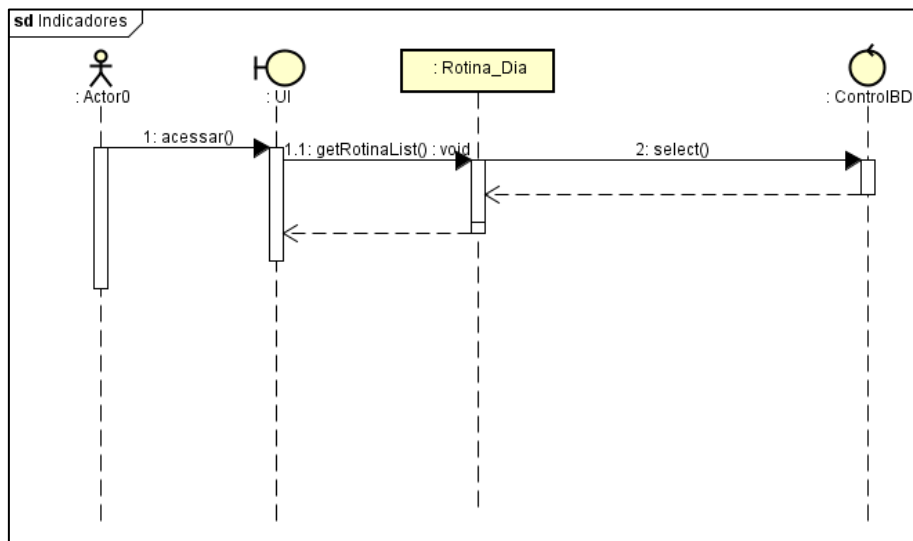 sd Indicadores
: Actor0
: UI
: Rotina_Dia
: ControlBD
1: acessar()
1.1: getRotinaList() : void
2: select()